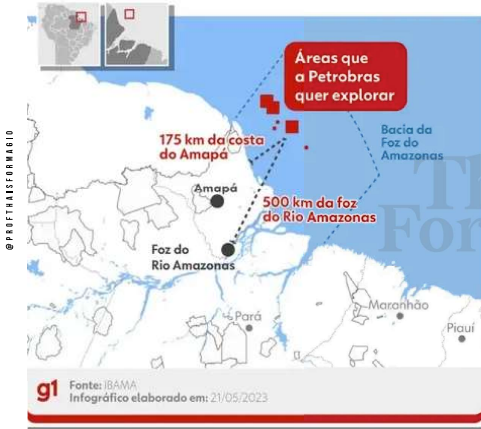 Áreas que
a Petrobras
quer explorar
175 km da costa
do Amapá
Bacia da
Foz do
Amazonas
Amapá
500 km da foz
do Rio Amazonas
Foz do
Rio Amazonas
Maranhão
Pará
Piauí
@PROFTHAISFORMAGIO
g1
Fonte: IBAMA
Infográfico elaborado em: 21/05/2023